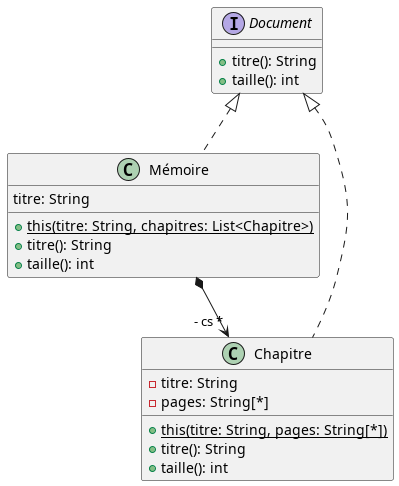 I Document
titre(): String
taille(): int
C Mémoire
titre: String
this(titre: String, chapitres: List<Chapitre>)
titre(): String
taille(): int
- cs *
C Chapitre
titre: String
pages: String[*]
this(titre: String, pages: String[*])
titre(): String
taille(): int